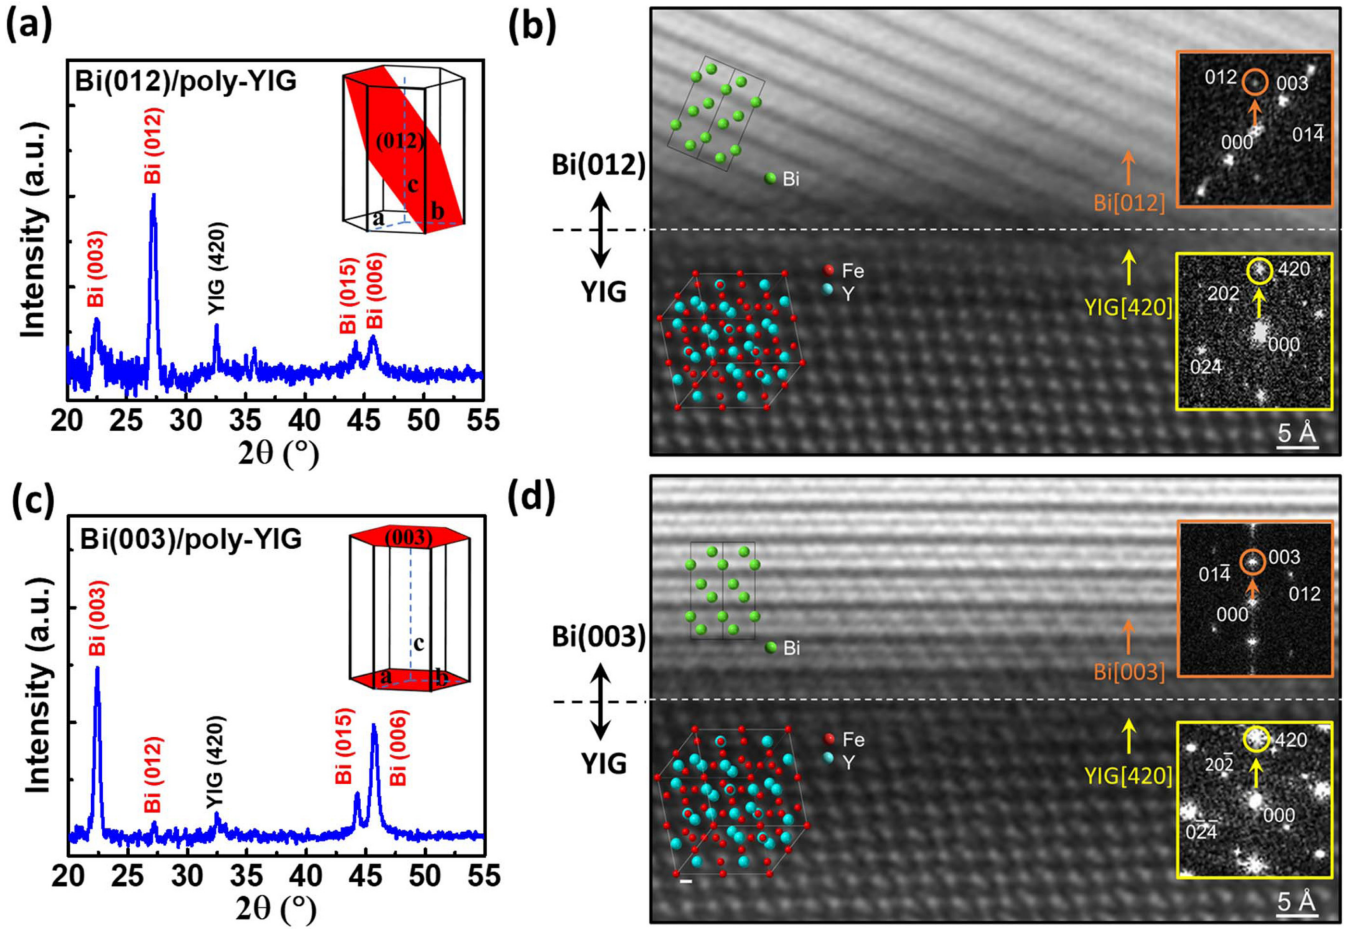 (a)
Bi(012)/poly-YIG
Intensity (a.u.)
Bi (003)
Bi (012)
YIG (420)
Bi (015)
Bi (006)
(012)
c
a
b
20 25 30 35 40 45 50 55
2θ (°)
(b)
Bi(012)
YIG
Bi
Bi[012]
012
003
000
014̄
Fe
Y
YIG[420]
420
202
000
024
5 Å
(c)
Bi(003)/poly-YIG
Intensity (a.u.)
Bi (003)
Bi (012)
YIG (420)
Bi (015)
Bi (006)
(003)
c
a
b
20 25 30 35 40 45 50 55
2θ (°)
(d)
Bi(003)
YIG
Bi
Bi[003]
003
014̄
012
000
Fe
Y
YIG[420]
420
202̄
000
02̄4̄
5 Å